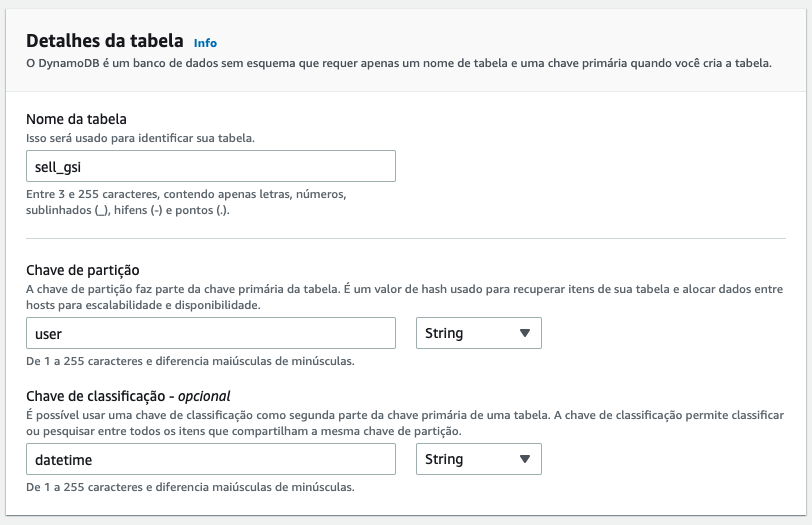 Detalhes da tabela Info
O DynamoDB é um banco de dados sem esquema que requer apenas um nome de tabela e uma chave primária quando você cria a tabela.
Nome da tabela
Isso será usado para identificar sua tabela.
sell_gsi
Entre 3 e 255 caracteres, contendo apenas letras, números,
sublinhados (_), hifens (-) e pontos (.).
Chave de partição
A chave de partição faz parte da chave primária da tabela. É um valor de hash usado para recuperar itens de sua tabela e alocar dados entre
hosts para escalabilidade e disponibilidade.
user String
De 1 a 255 caracteres e diferencia maiúsculas de minúsculas.
Chave de classificação - opcional
É possível usar uma chave de classificação como segunda parte da chave primária de uma tabela. A chave de classificação permite classificar
ou pesquisar entre todos os itens que compartilham a mesma chave de partição.
datetime String
De 1 a 255 caracteres e diferencia maiúsculas de minúsculas.